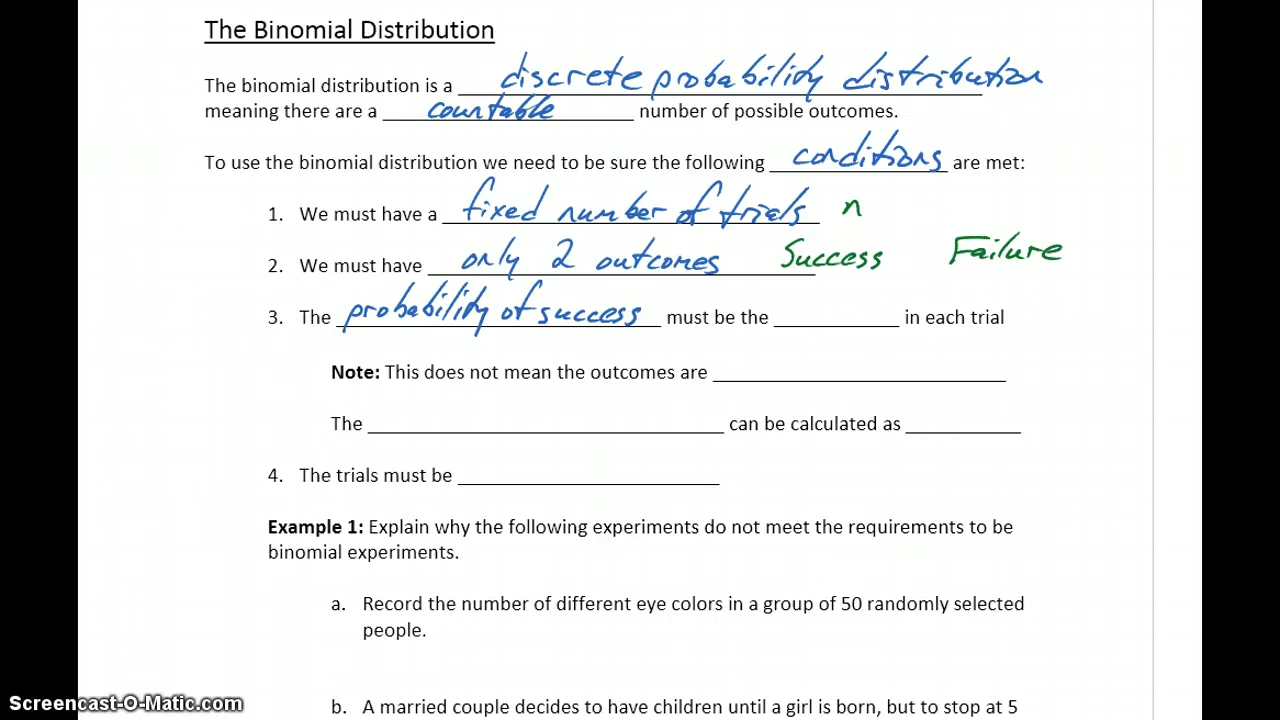 The Binomial Distribution
The binomial distribution is a discrete probability distribution
meaning there are a countable number of possible outcomes.
To use the binomial distribution we need to be sure the following conditions are met:
1. We must have a fixed number of trials n
2. We must have only 2 outcomes Success Failure
3. The probability of success must be the ____________ in each trial
Note: This does not mean the outcomes are ____________________________
The __________________________________ can be calculated as ___________
4. The trials must be _________________________
Example 1: Explain why the following experiments do not meet the requirements to be
binomial experiments.
a. Record the number of different eye colors in a group of 50 randomly selected
people.
b. A married couple decides to have children until a girl is born, but to stop at 5
Screencast-O-Matic.com